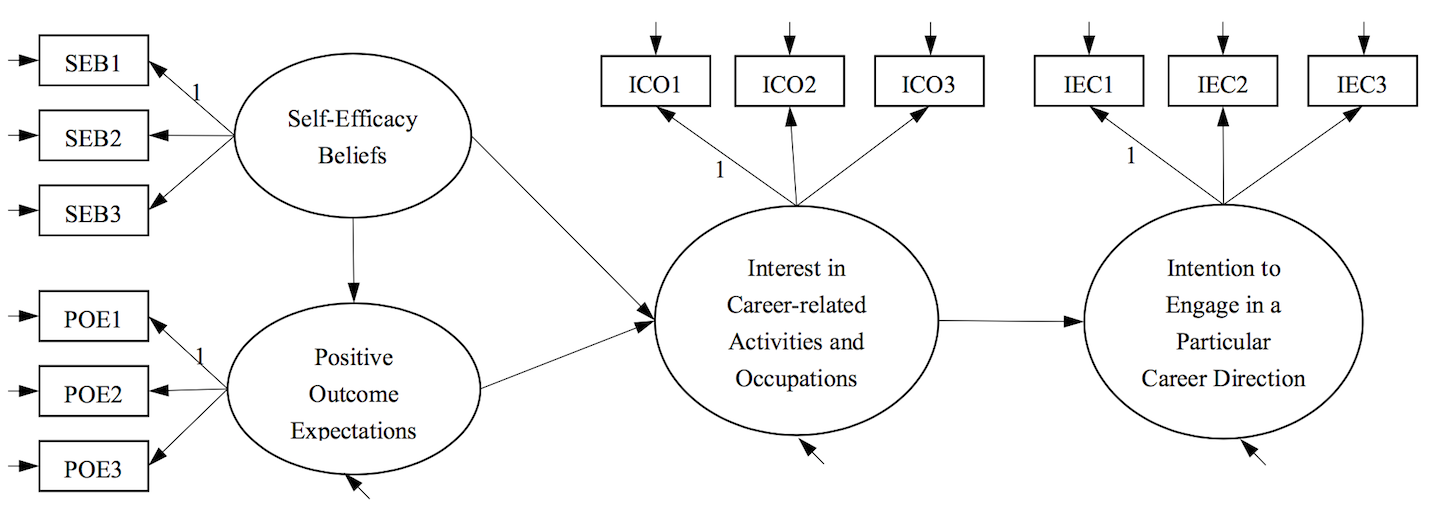 SEB1
1
SEB2
SEB3
Self-Efficacy
Beliefs
POE1
1
POE2
POE3
Positive
Outcome
Expectations
ICO1
ICO2
ICO3
1
Interest in
Career-related
Activities and
Occupations
IEC1
IEC2
IEC3
1
Intention to
Engage in a
Particular
Career Direction